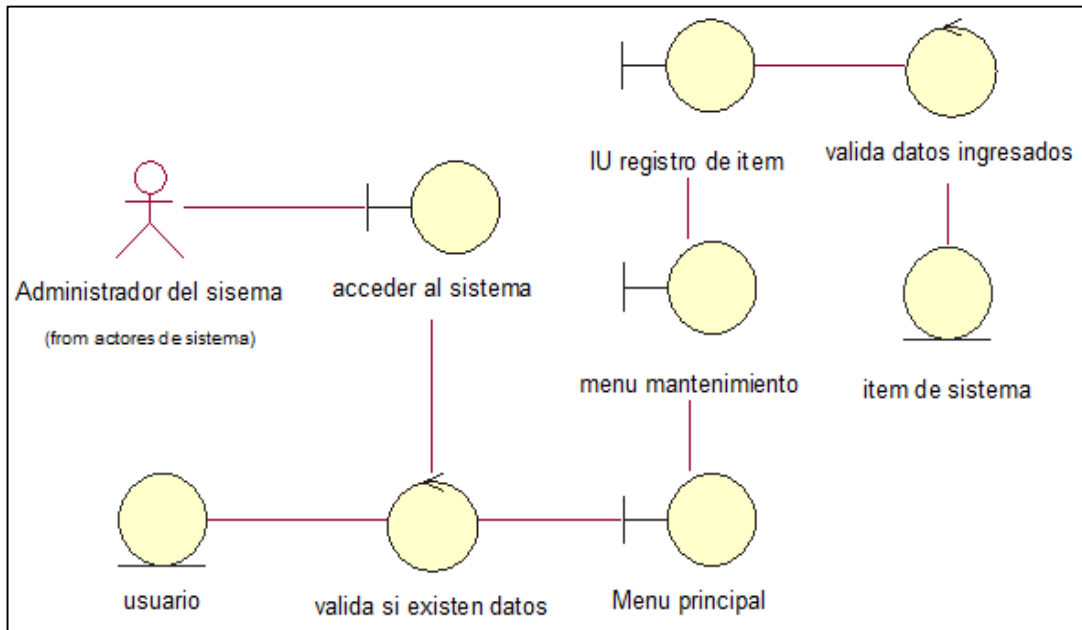 IU registro de item
valida datos ingresados
Administrador del sisema
(from actores de sistema)
acceder al sistema
menu mantenimiento
item de sistema
usuario
valida si existen datos
Menu principal